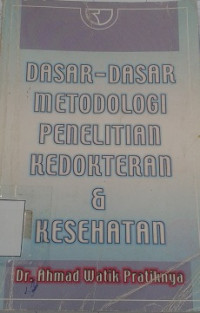 DASAR-DASAR
METODOLOGI
PENELITIAN
KEDOKTERAN
&
KESEHATAN
Dr. Ahmad Watik Pratiknya